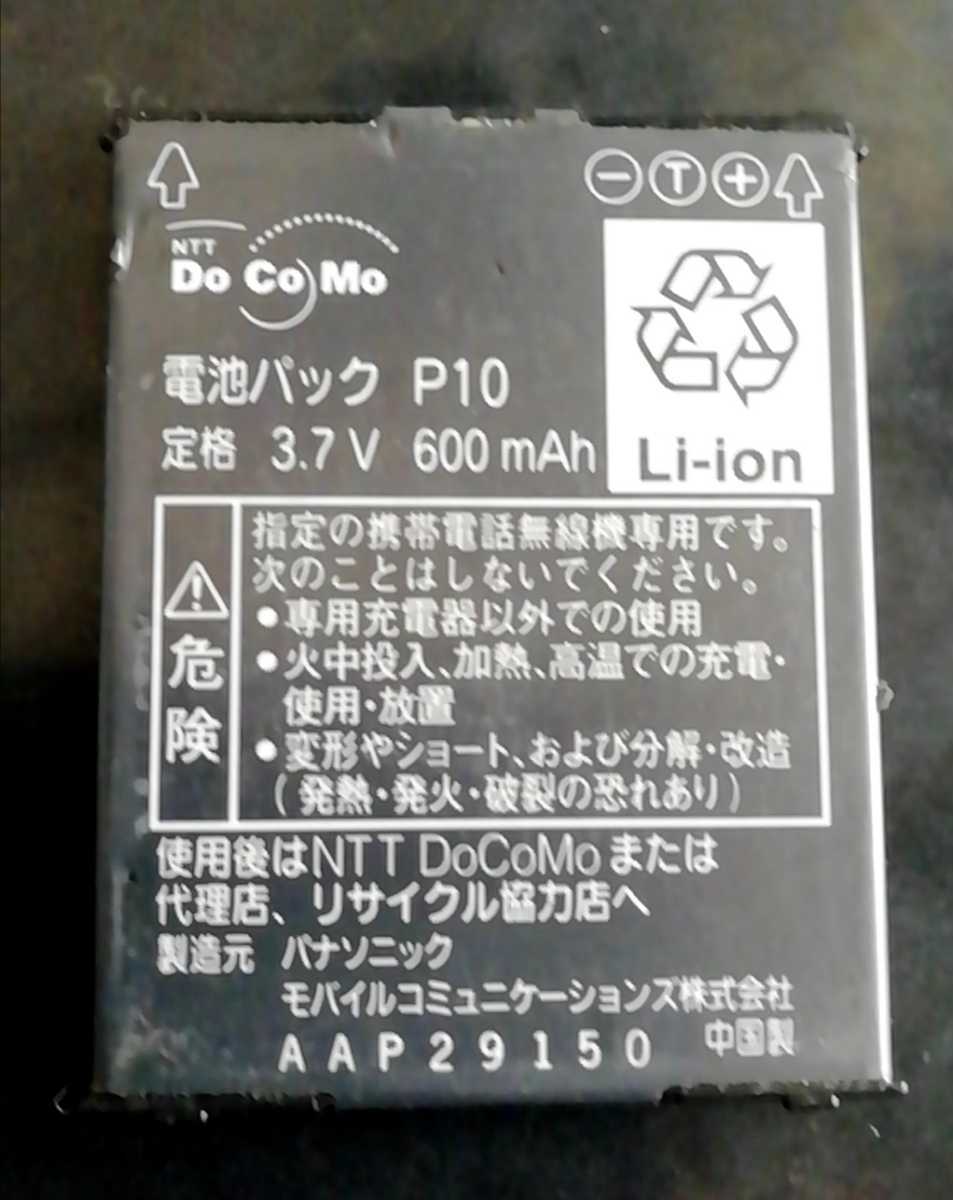 − T +
NTT
DoCoMo
電池パック P10
定格 3.7V 600mAh
Li-ion
危険
指定の携帯電話無線機専用です。
次のことはしないでください。
●専用充電器以外での使用
●火中投入、加熱、高温での充電・
使用・放置
●変形やショート、および分解・改造
(発熱・発火・破裂の恐れあり)
使用後はNTT DoCoMoまたは
代理店、リサイクル協力店へ
製造元 パナソニック
モバイルコミュニケーションズ株式会社
AAP29150 中国製